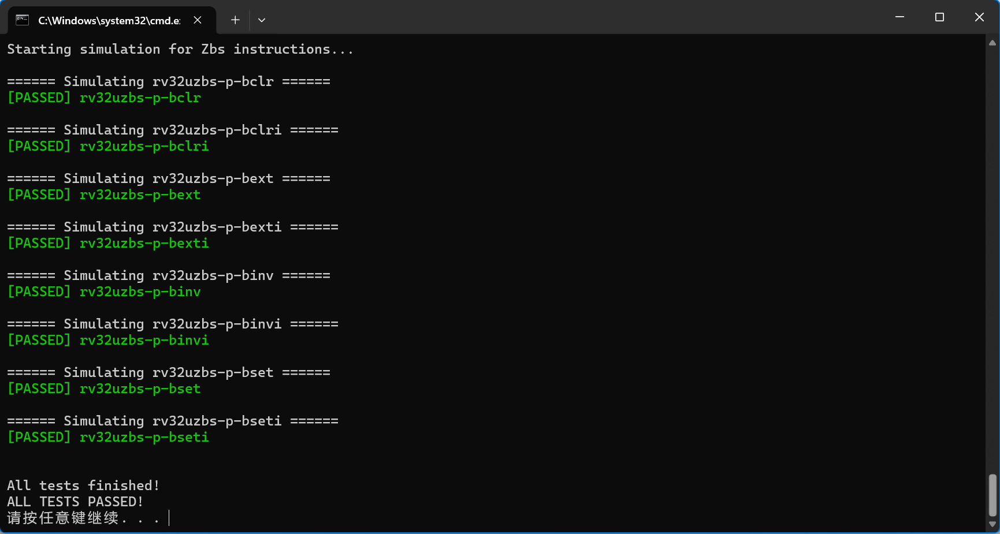 C:\Windows\system32\cmd.e
Starting simulation for Zbs instructions...
====== Simulating rv32uzbs-p-bclr ======
[PASSED] rv32uzbs-p-bclr
====== Simulating rv32uzbs-p-bclri ======
[PASSED] rv32uzbs-p-bclri
====== Simulating rv32uzbs-p-bext ======
[PASSED] rv32uzbs-p-bext
====== Simulating rv32uzbs-p-bexti ======
[PASSED] rv32uzbs-p-bexti
====== Simulating rv32uzbs-p-binv ======
[PASSED] rv32uzbs-p-binv
====== Simulating rv32uzbs-p-binvi ======
[PASSED] rv32uzbs-p-binvi
====== Simulating rv32uzbs-p-bset ======
[PASSED] rv32uzbs-p-bset
====== Simulating rv32uzbs-p-bseti ======
[PASSED] rv32uzbs-p-bseti
All tests finished!
ALL TESTS PASSED!
请按任意键继续. . .